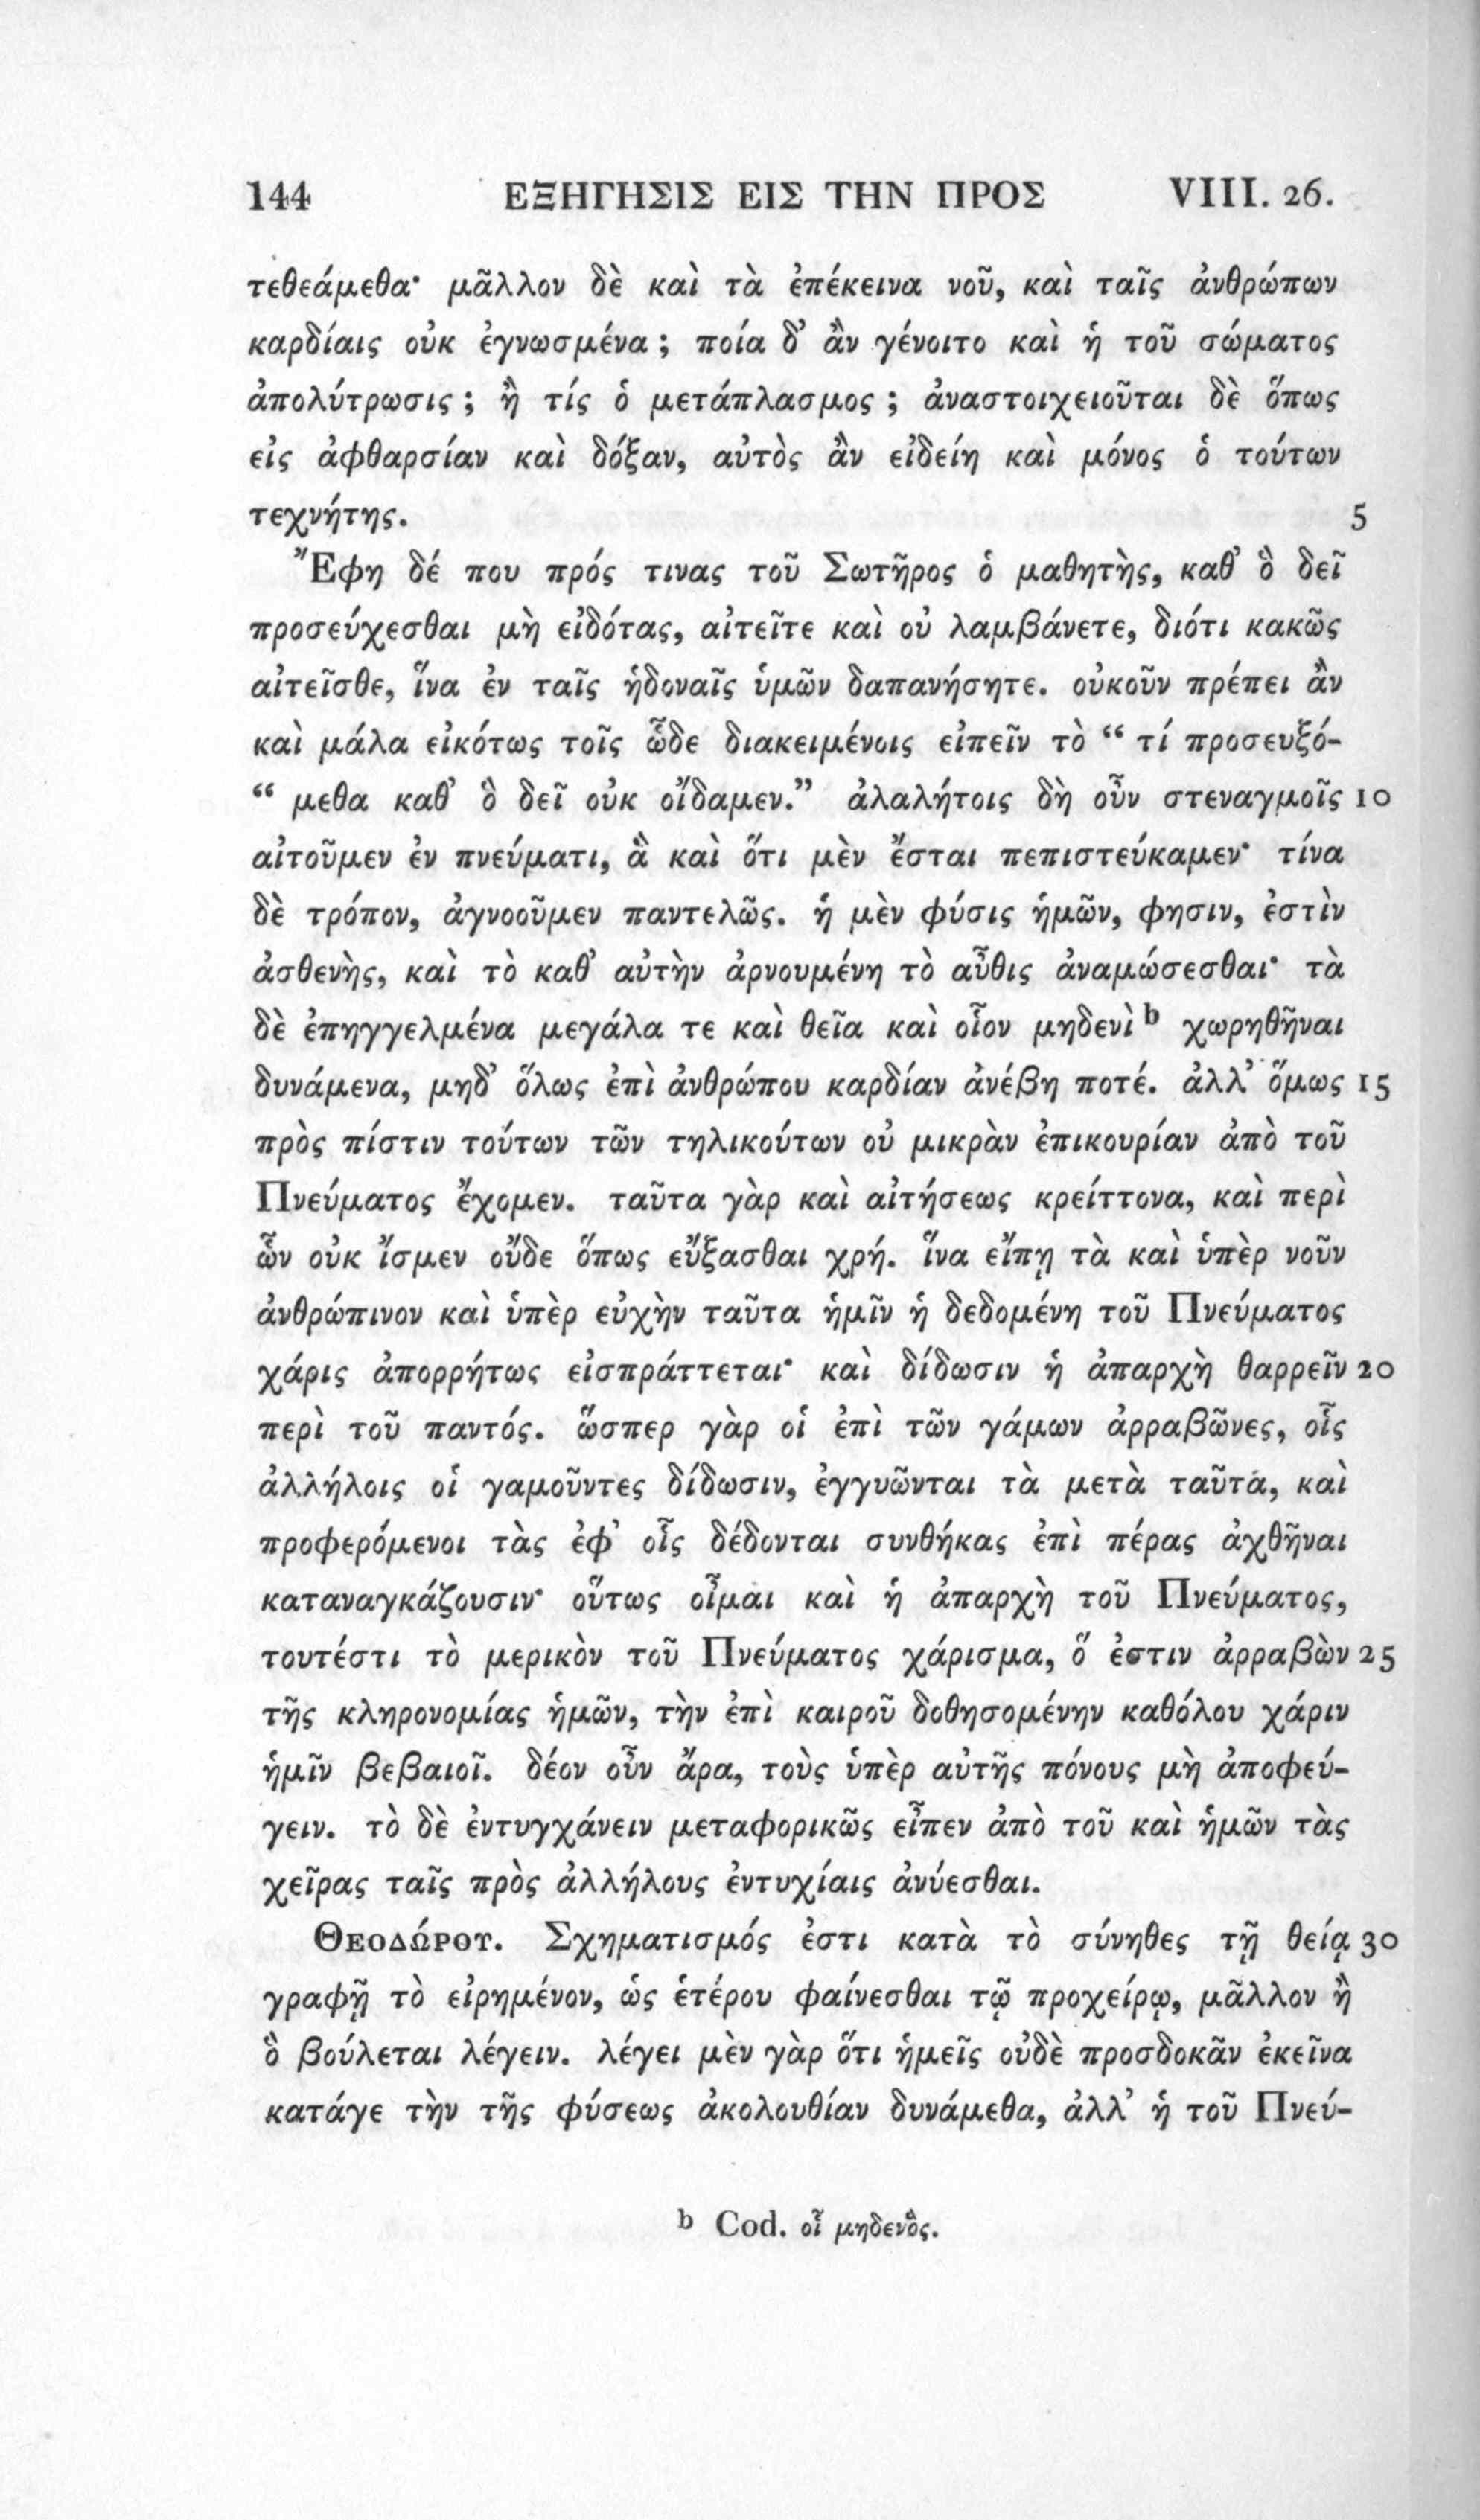 144 ΕΞΗΓΗΣΙΣ ΕΙΣ ΤΗΝ ΠΡΟΣ VIII. 26.
τεθεάμεθα· μᾶλλον δὲ καὶ τὰ ἐπέκεινα νοῦ, καὶ ταῖς ἀνθρώπων
καρδίαις οὐκ ἐγνωσμένα ; ποία δ’ ἂν γένοιτο καὶ ἡ τοῦ σώματος
ἀπολύτρωσις ; ἢ τίς ὁ μετάπλασμος ; ἀναστοιχειοῦται δὲ ὅπως
εἰς ἀφθαρσίαν καὶ δόξαν, αὐτὸς ἂν εἰδείη καὶ μόνος ὁ τούτων
τεχνήτης. 5
Ἔφη δέ που πρός τινας τοῦ Σωτῆρος ὁ μαθητὴς, καθ’ ὃ δεῖ
προσεύχεσθαι μὴ εἰδότας, αἰτεῖτε καὶ οὐ λαμβάνετε, διότι κακῶς
αἰτεῖσθε, ἵνα ἐν ταῖς ἡδοναῖς ὑμῶν δαπανήσητε. οὐκοῦν πρέπει ἂν
καὶ μάλα εἰκότως τοῖς ὧδε διακειμένοις εἰπεῖν τὸ “ τί προσευξό-
“ μεθα καθ’ ὃ δεῖ οὐκ οἴδαμεν.” ἀλαλήτοις δὴ οὖν στεναγμοῖς 10
αἰτοῦμεν ἐν πνεύματι, ἃ καὶ ὅτι μὲν ἔσται πεπιστεύκαμεν· τίνα
δὲ τρόπον, ἀγνοοῦμεν παντελῶς. ἡ μὲν φύσις ἡμῶν, φησιν, ἐστὶν
ἀσθενὴς, καὶ τὸ καθ’ αὐτὴν ἀρνουμένη τὸ αὖθις ἀναμώσεσθαι· τὰ
δὲ ἐπηγγελμένα μεγάλα τε καὶ θεῖα καὶ οἷον μηδενὶ b χωρηθῆναι
δυνάμενα, μηδ’ ὅλως ἐπὶ ἀνθρώπου καρδίαν ἀνέβη ποτέ. ἀλλ’ ὅμως 15
πρὸς πίστιν τούτων τῶν τηλικούτων οὐ μικρὰν ἐπικουρίαν ἀπὸ τοῦ
Πνεύματος ἔχομεν. ταῦτα γὰρ καὶ αἰτήσεως κρείττονα, καὶ περὶ
ὧν οὐκ ἴσμεν οὔδε ὅπως εὔξασθαι χρή. ἵνα εἴπῃ τὰ καὶ ὑπὲρ νοῦν
ἀνθρώπινον καὶ ὑπὲρ εὐχὴν ταῦτα ἡμῖν ἡ δεδομένη τοῦ Πνεύματος
χάρις ἀπορρήτως εἰσπράττεται· καὶ δίδωσιν ἡ ἀπαρχὴ θαρρεῖν 20
περὶ τοῦ παντός. ὥσπερ γὰρ οἱ ἐπὶ τῶν γάμων ἀρραβῶνες, οἷς
ἀλλήλοις οἱ γαμοῦντες δίδωσιν, ἐγγυῶνται τὰ μετὰ ταῦτα, καὶ
προφερόμενοι τὰς ἐφ’ οἷς δέδονται συνθήκας ἐπὶ πέρας ἀχθῆναι
καταναγκάζουσιν· οὕτως οἶμαι καὶ ἡ ἀπαρχὴ τοῦ Πνεύματος,
τουτέστι τὸ μερικὸν τοῦ Πνεύματος χάρισμα, ὅ ἐστιν ἀρραβὼν 25
τῆς κληρονομίας ἡμῶν, τὴν ἐπὶ καιροῦ δοθησομένην καθόλου χάριν
ἡμῖν βεβαιοῖ. δέον οὖν ἄρα, τοὺς ὑπὲρ αὐτῆς πόνους μὴ ἀποφεύ-
γειν. τὸ δὲ ἐντυγχάνειν μεταφορικῶς εἶπεν ἀπὸ τοῦ καὶ ἡμῶν τὰς
χεῖρας ταῖς πρὸς ἀλλήλους ἐντυχίαις ἀνύεσθαι.
ΘΕΟΔΩΡΟΥ. Σχηματισμός ἐστι κατὰ τὸ σύνηθες τῇ θείᾳ 30
γραφῇ τὸ εἰρημένον, ὡς ἑτέρου φαίνεσθαι τῷ προχείρῳ, μᾶλλον ἢ
ὃ βούλεται λέγειν. λέγει μὲν γὰρ ὅτι ἡμεῖς οὐδὲ προσδοκᾶν ἐκεῖνα
κατάγε τὴν τῆς φύσεως ἀκολουθίαν δυνάμεθα, ἀλλ’ ἡ τοῦ Πνεύ-
b Cod. οἷ μηδενὸς.